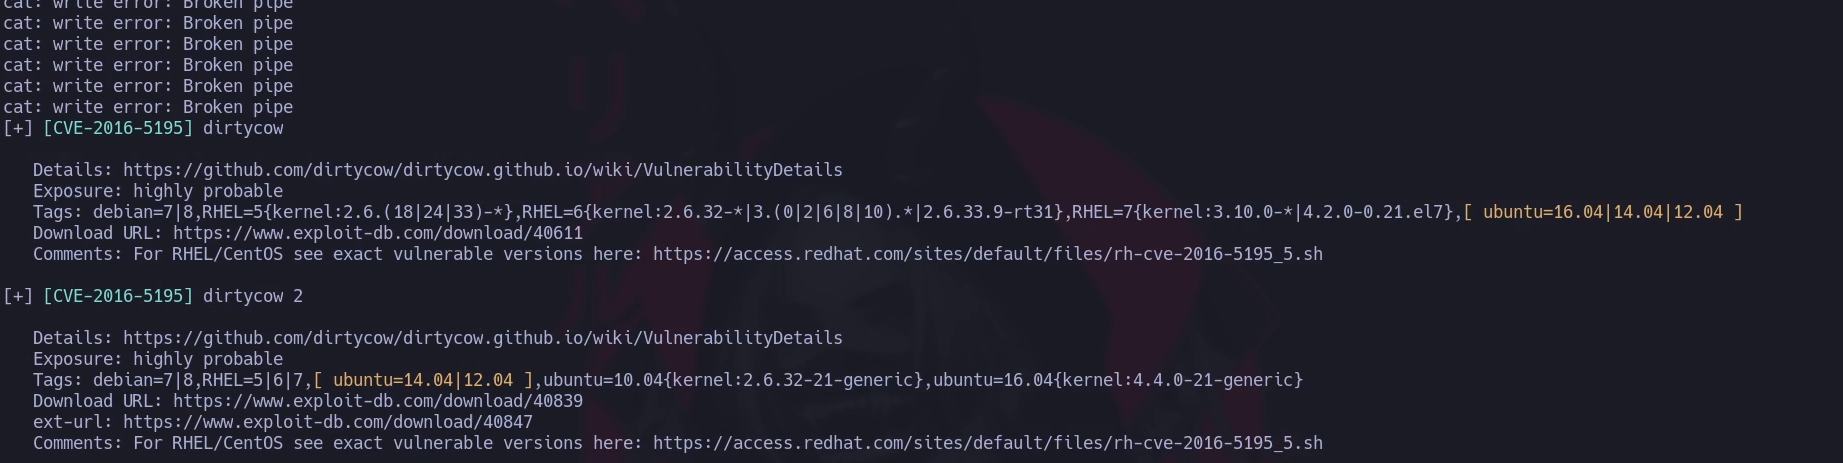 cat: write error: Broken pipe
cat: write error: Broken pipe
cat: write error: Broken pipe
cat: write error: Broken pipe
cat: write error: Broken pipe
cat: write error: Broken pipe
[+] [CVE-2016-5195] dirtycow
Details: https://github.com/dirtycow/dirtycow.github.io/wiki/VulnerabilityDetails
Exposure: highly probable
Tags: debian=7|8,RHEL=5{kernel:2.6.(18|24|33)-*},RHEL=6{kernel:2.6.32-*|3.(0|2|6|8|10).*|2.6.33.9-rt31},RHEL=7{kernel:3.10.0-*|4.2.0-0.21.el7},[ ubuntu=16.04|14.04|12.04 ]
Download URL: https://www.exploit-db.com/download/40611
Comments: For RHEL/CentOS see exact vulnerable versions here: https://access.redhat.com/sites/default/files/rh-cve-2016-5195_5.sh
[+] [CVE-2016-5195] dirtycow 2
Details: https://github.com/dirtycow/dirtycow.github.io/wiki/VulnerabilityDetails
Exposure: highly probable
Tags: debian=7|8,RHEL=5|6|7,[ ubuntu=14.04|12.04 ],ubuntu=10.04{kernel:2.6.32-21-generic},ubuntu=16.04{kernel:4.4.0-21-generic}
Download URL: https://www.exploit-db.com/download/40839
ext-url: https://www.exploit-db.com/download/40847
Comments: For RHEL/CentOS see exact vulnerable versions here: https://access.redhat.com/sites/default/files/rh-cve-2016-5195_5.sh